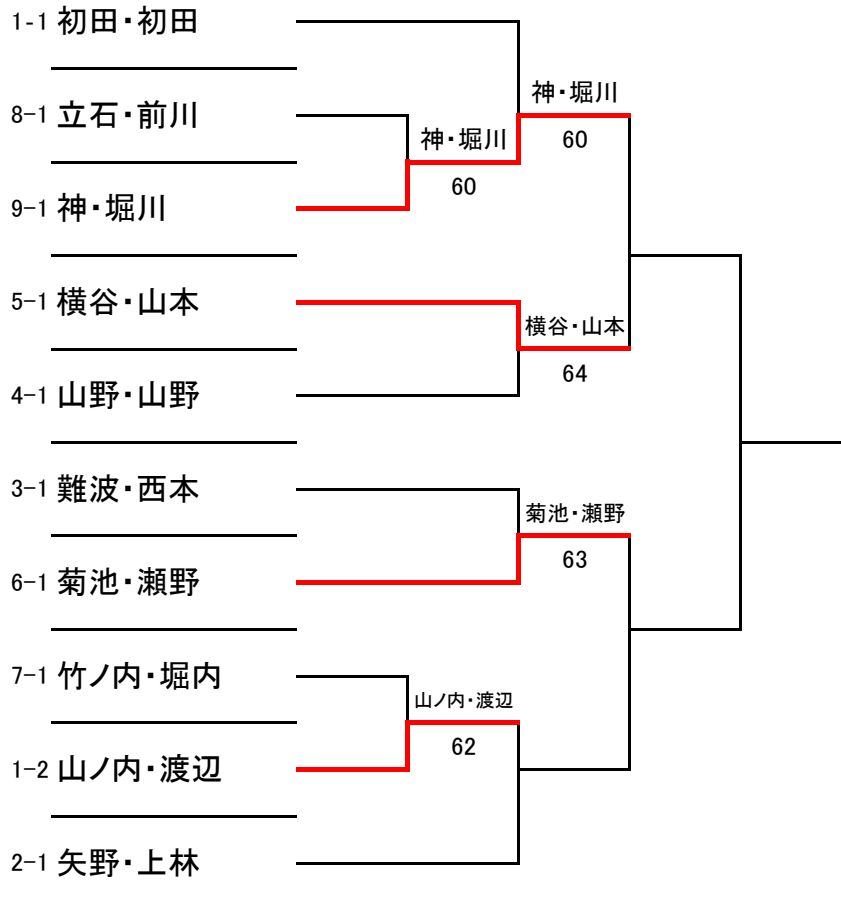 1-1 初田・初田
神・堀川
8-1 立石・前川
神・堀川
60
60
9-1 神・堀川
5-1 横谷・山本
横谷・山本
64
4-1 山野・山野
3-1 難波・西本
菊池・瀬野
63
6-1 菊池・瀬野
7-1 竹ノ内・堀内
山ノ内・渡辺
62
1-2 山ノ内・渡辺
2-1 矢野・上林